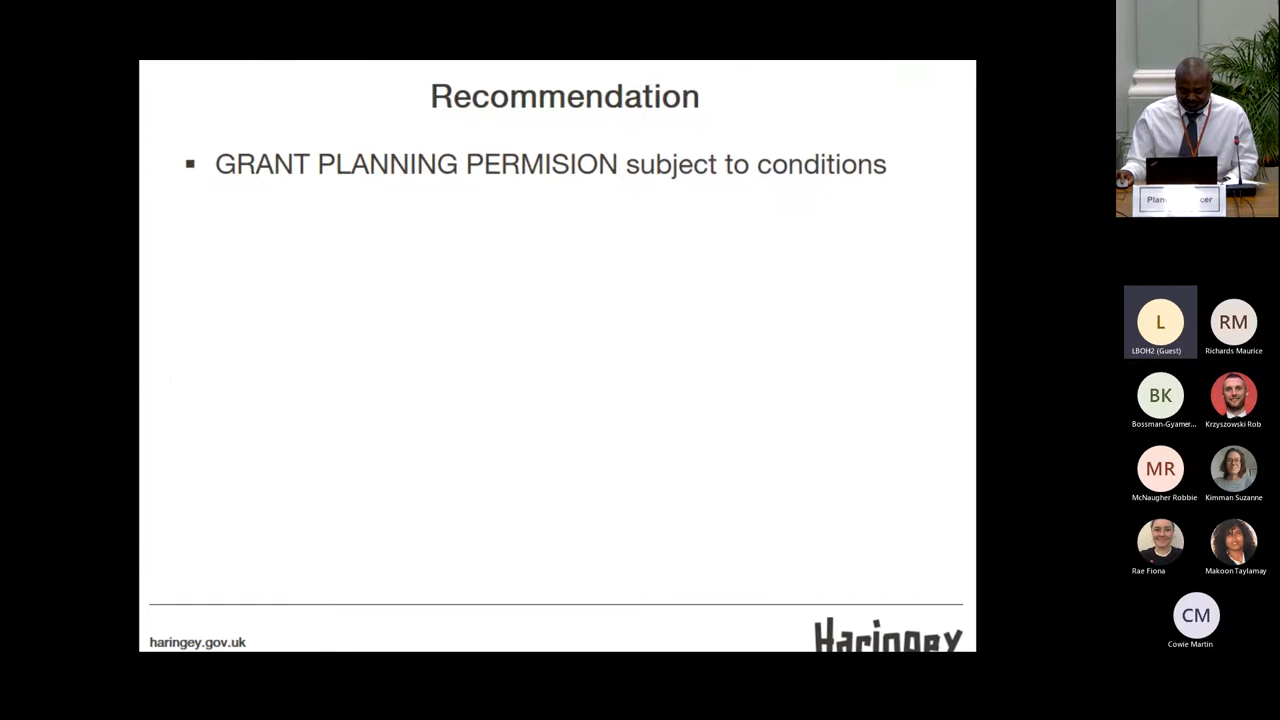 Recommendation
▪ GRANT PLANNING PERMISION subject to conditions
haringey.gov.uk
Haringey
L
LBOH2 (Guest)
RM
Richards Maurice
BK
Bossman-Gyamer...
Krzyszowski Rob
MR
McNaugher Robbie
Kimman Suzanne
Rae Fiona
Makoon Taylamay
CM
Cowie Martin